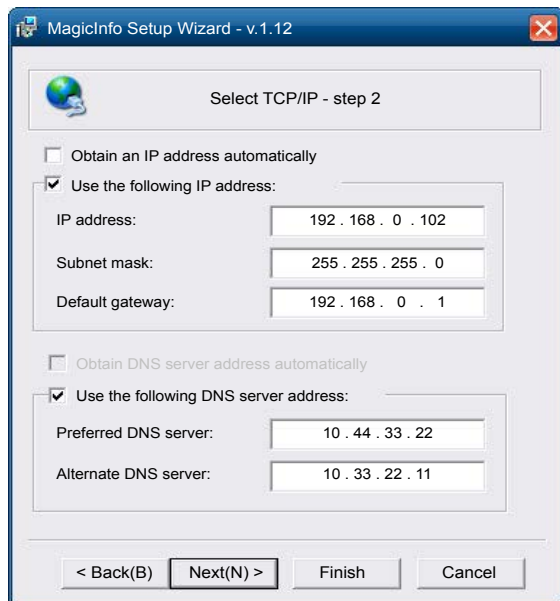 MagicInfo Setup Wizard - v.1.12
Select TCP/IP - step 2
Obtain an IP address automatically
Use the following IP address:
IP address: 192 . 168 . 0 . 102
Subnet mask: 255 . 255 . 255 . 0
Default gateway: 192 . 168 . 0 . 1
Obtain DNS server address automatically
Use the following DNS server address:
Preferred DNS server: 10 . 44 . 33 . 22
Alternate DNS server: 10 . 33 . 22 . 11
< Back(B) Next(N) > Finish Cancel